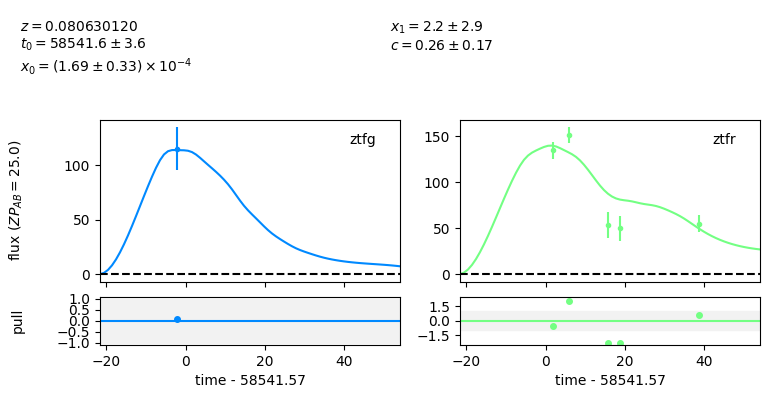 z = 0.080630120
t₀ = 58541.6 ± 3.6
x₀ = (1.69 ± 0.33) × 10⁻⁴
x₁ = 2.2 ± 2.9
c = 0.26 ± 0.17
flux (ZP_AB = 25.0)
ztfg
100
50
0
ztfr
150
100
50
0
pull
1.0
0.5
0.0
−0.5
−1.0
−20 0 20 40
time - 58541.57
1.5
0.0
−1.5
−20 0 20 40
time - 58541.57